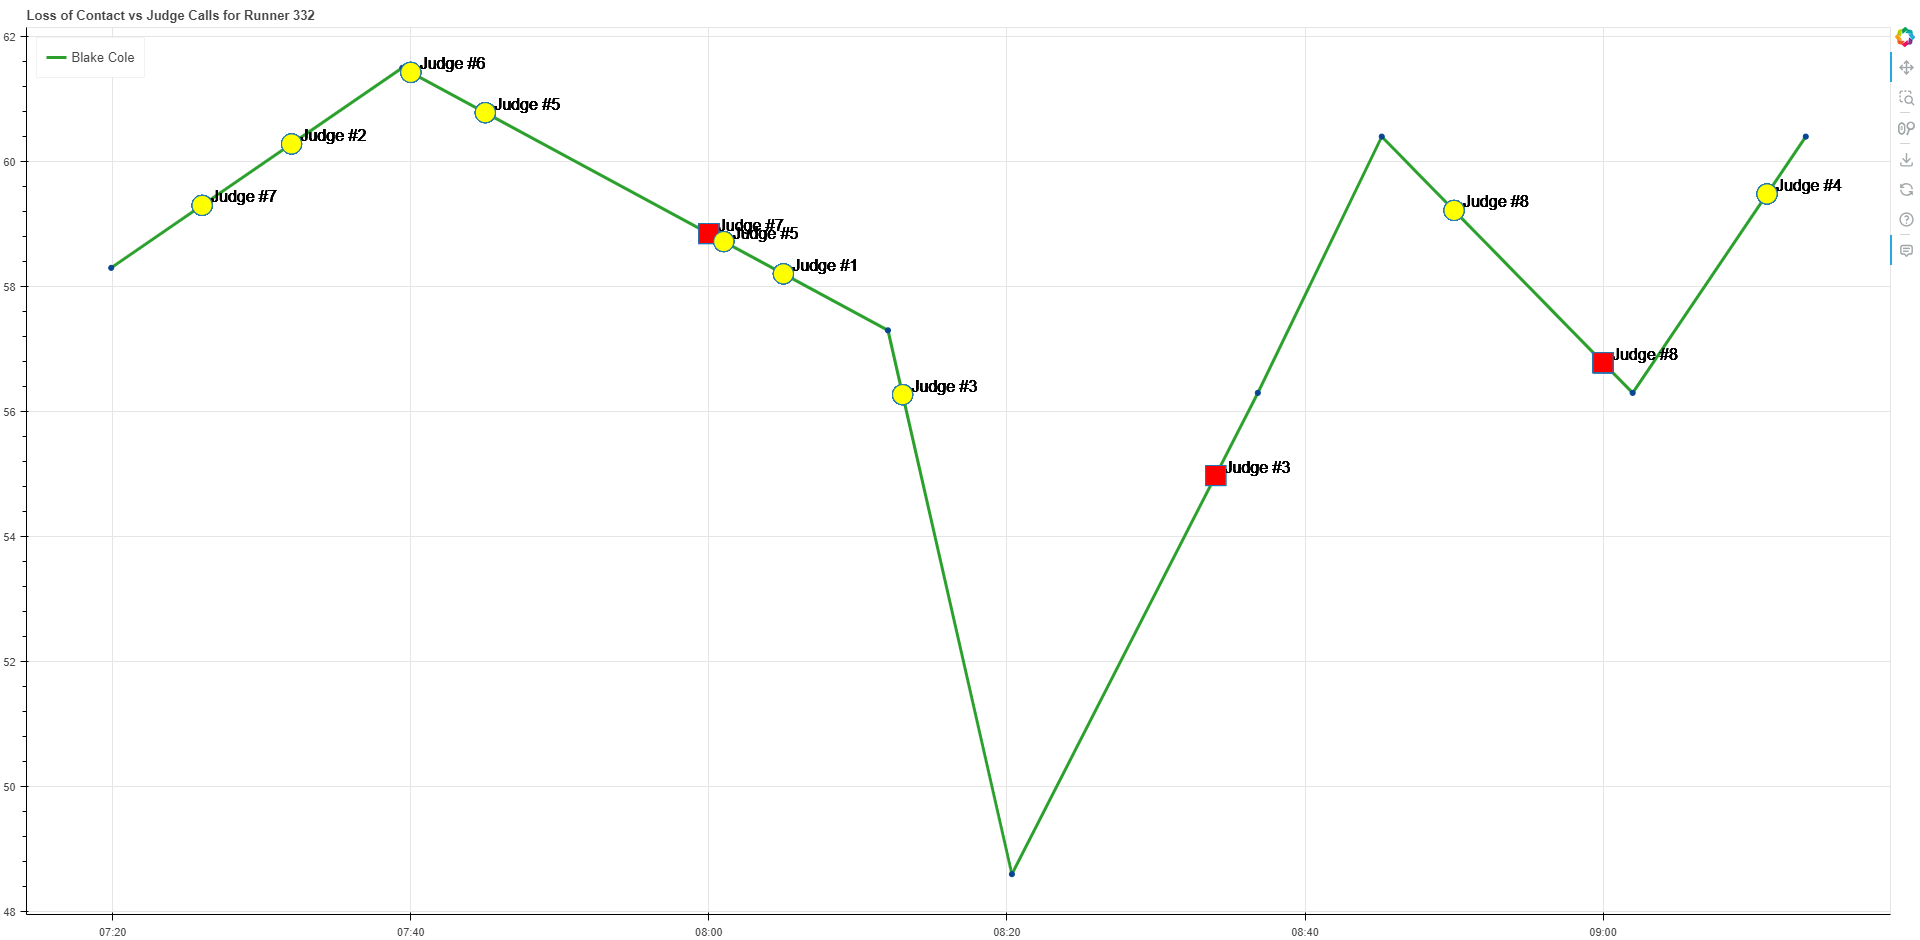 Loss of Contact vs Judge Calls for Runner 332
Blake Cole
62
60
58
56
54
52
50
48
Judge #6
Judge #5
Judge #2
Judge #7
Judge #7
Judge #5
Judge #1
Judge #3
Judge #3
Judge #8
Judge #8
Judge #4
07:20
07:40
08:00
08:20
08:40
09:00